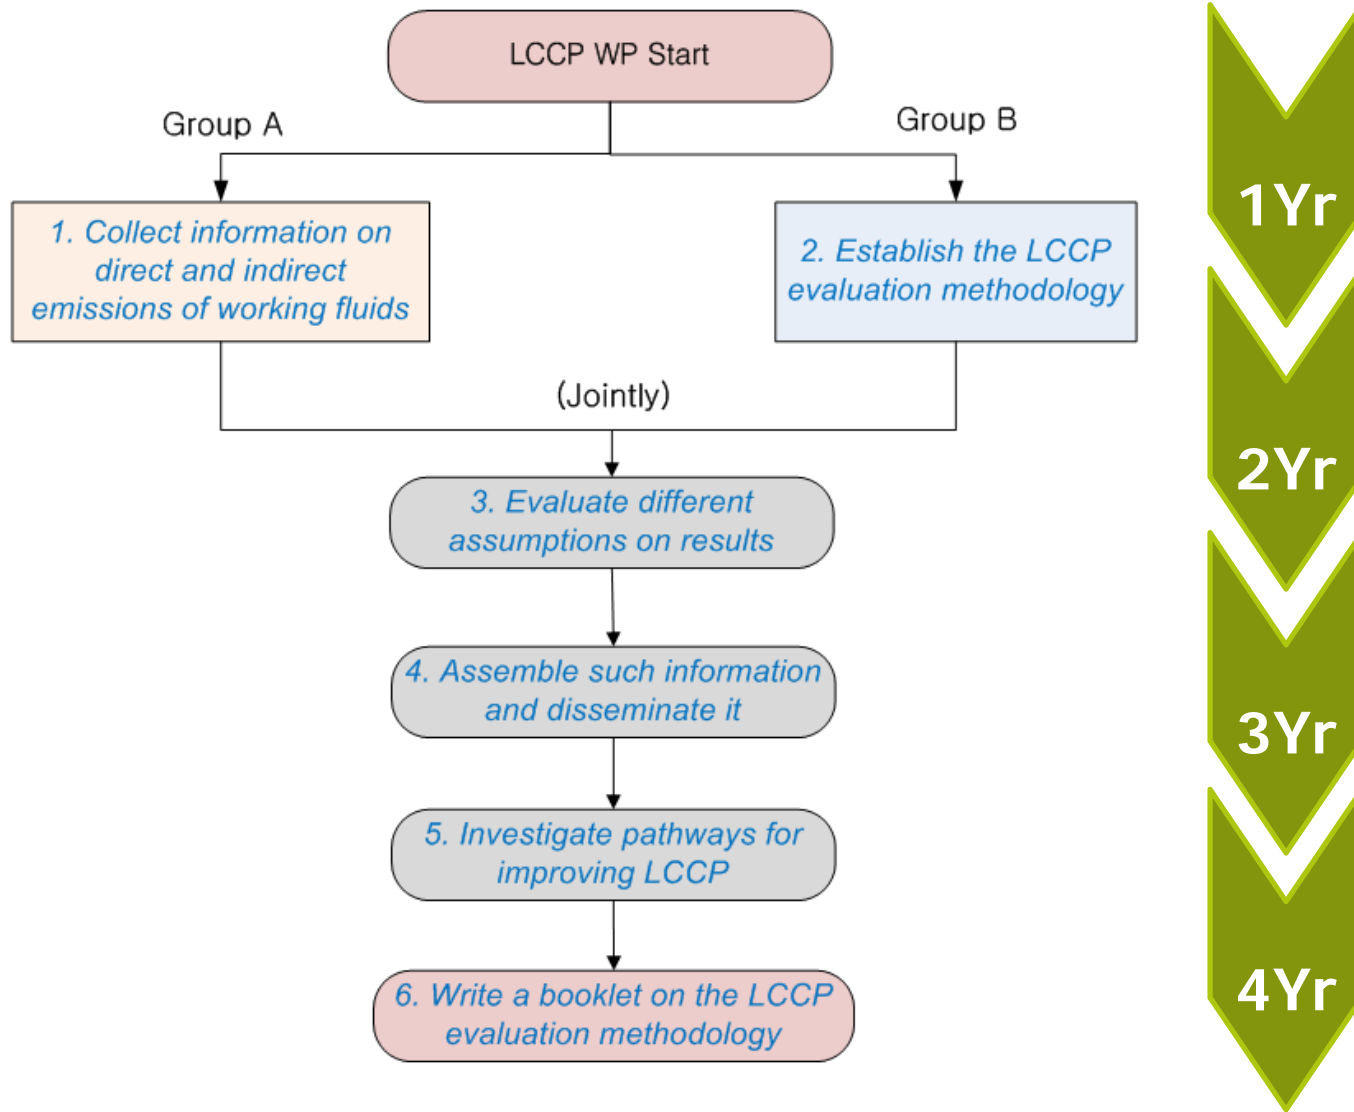 LCCP WP Start
Group A
Group B
1. Collect information on
direct and indirect
emissions of working fluids
2. Establish the LCCP
evaluation methodology
1Yr
(Jointly)
2Yr
3. Evaluate different
assumptions on results
4. Assemble such information
and disseminate it
3Yr
5. Investigate pathways for
improving LCCP
6. Write a booklet on the LCCP
evaluation methodology
4Yr